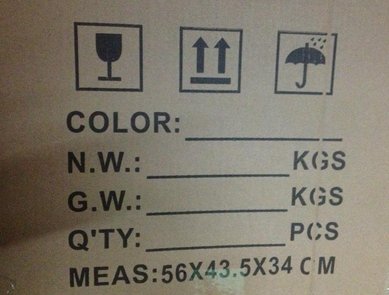 COLOR:
N.W.: KGS
G.W.: KGS
Q'TY: PCS
MEAS:56X43.5X34 CM